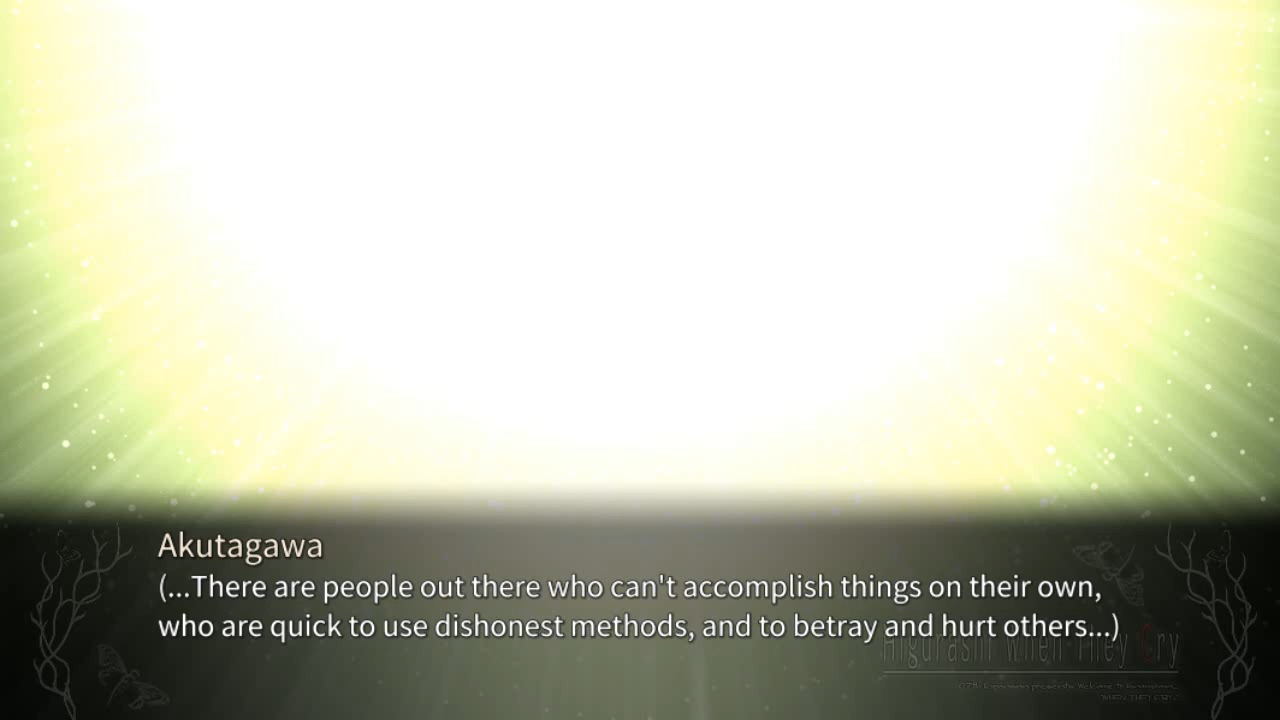 Akutagawa
(...There are people out there who can't accomplish things on their own,
who are quick to use dishonest methods, and to betray and hurt others...)
Higurashi When They Cry